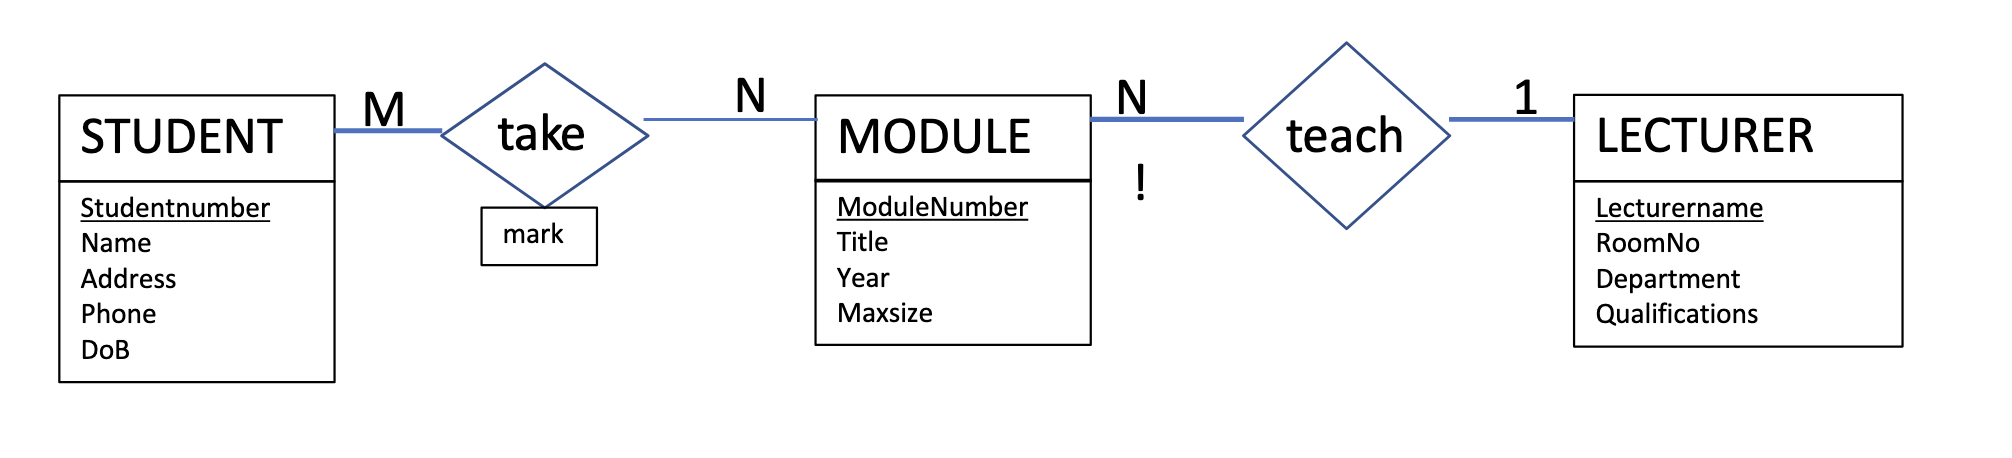 STUDENT
Studentnumber
Name
Address
Phone
DoB
M
take
mark
N
MODULE
ModuleNumber
Title
Year
Maxsize
N
!
teach
1
LECTURER
Lecturername
RoomNo
Department
Qualifications